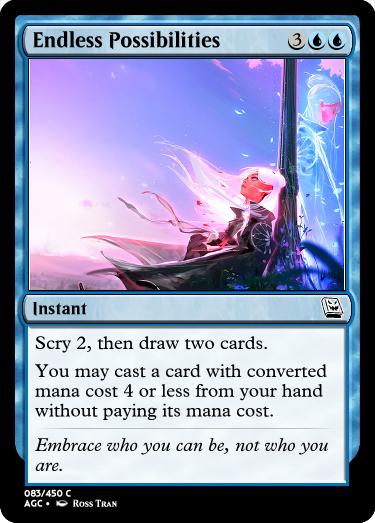 Endless Possibilities 3
Instant
Scry 2, then draw two cards.
You may cast a card with converted
mana cost 4 or less from your hand
without paying its mana cost.
Embrace who you can be, not who you
are.
083/450 C
AGC • Ross Tran